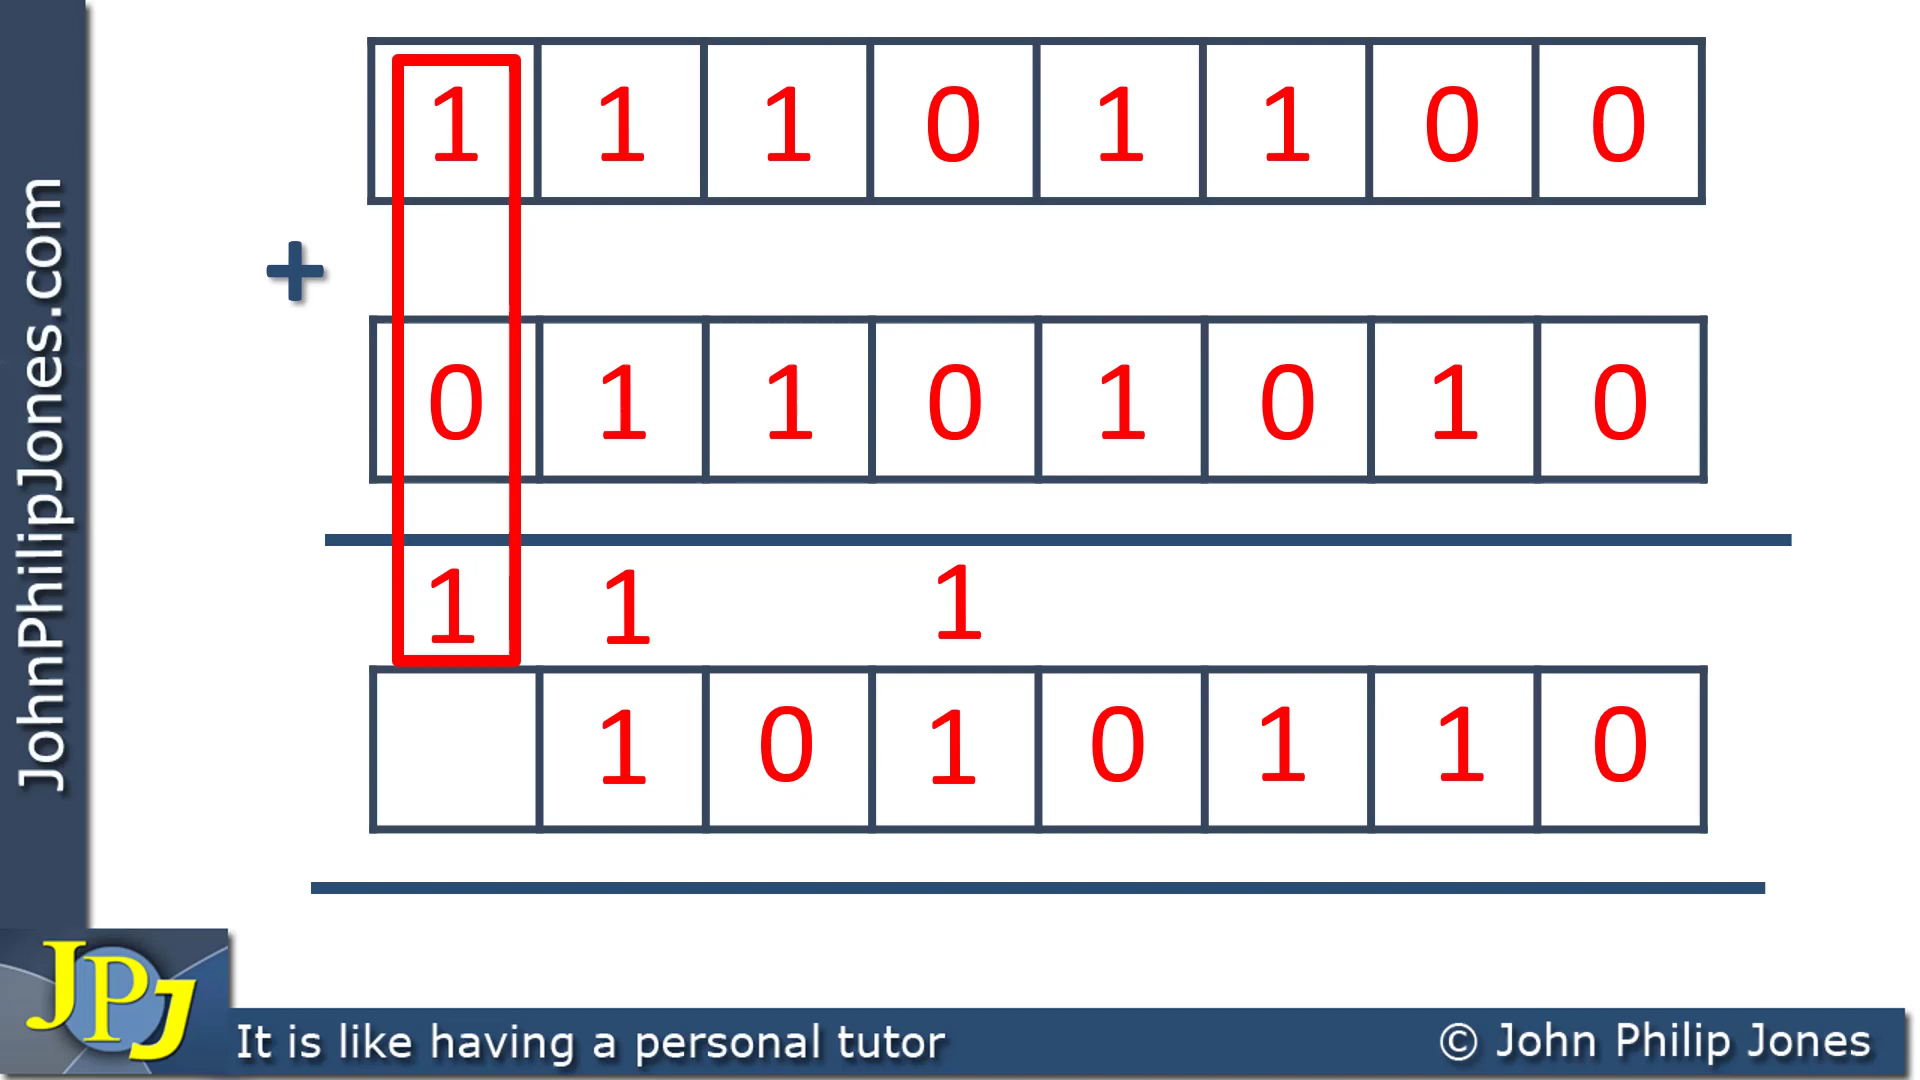 JohnPhilipJones.com
1 1 1 0 1 1 0 0
+
0 1 1 0 1 0 1 0
1 1 1
1 0 1 0 1 1 0
JPJ
It is like having a personal tutor
© John Philip Jones